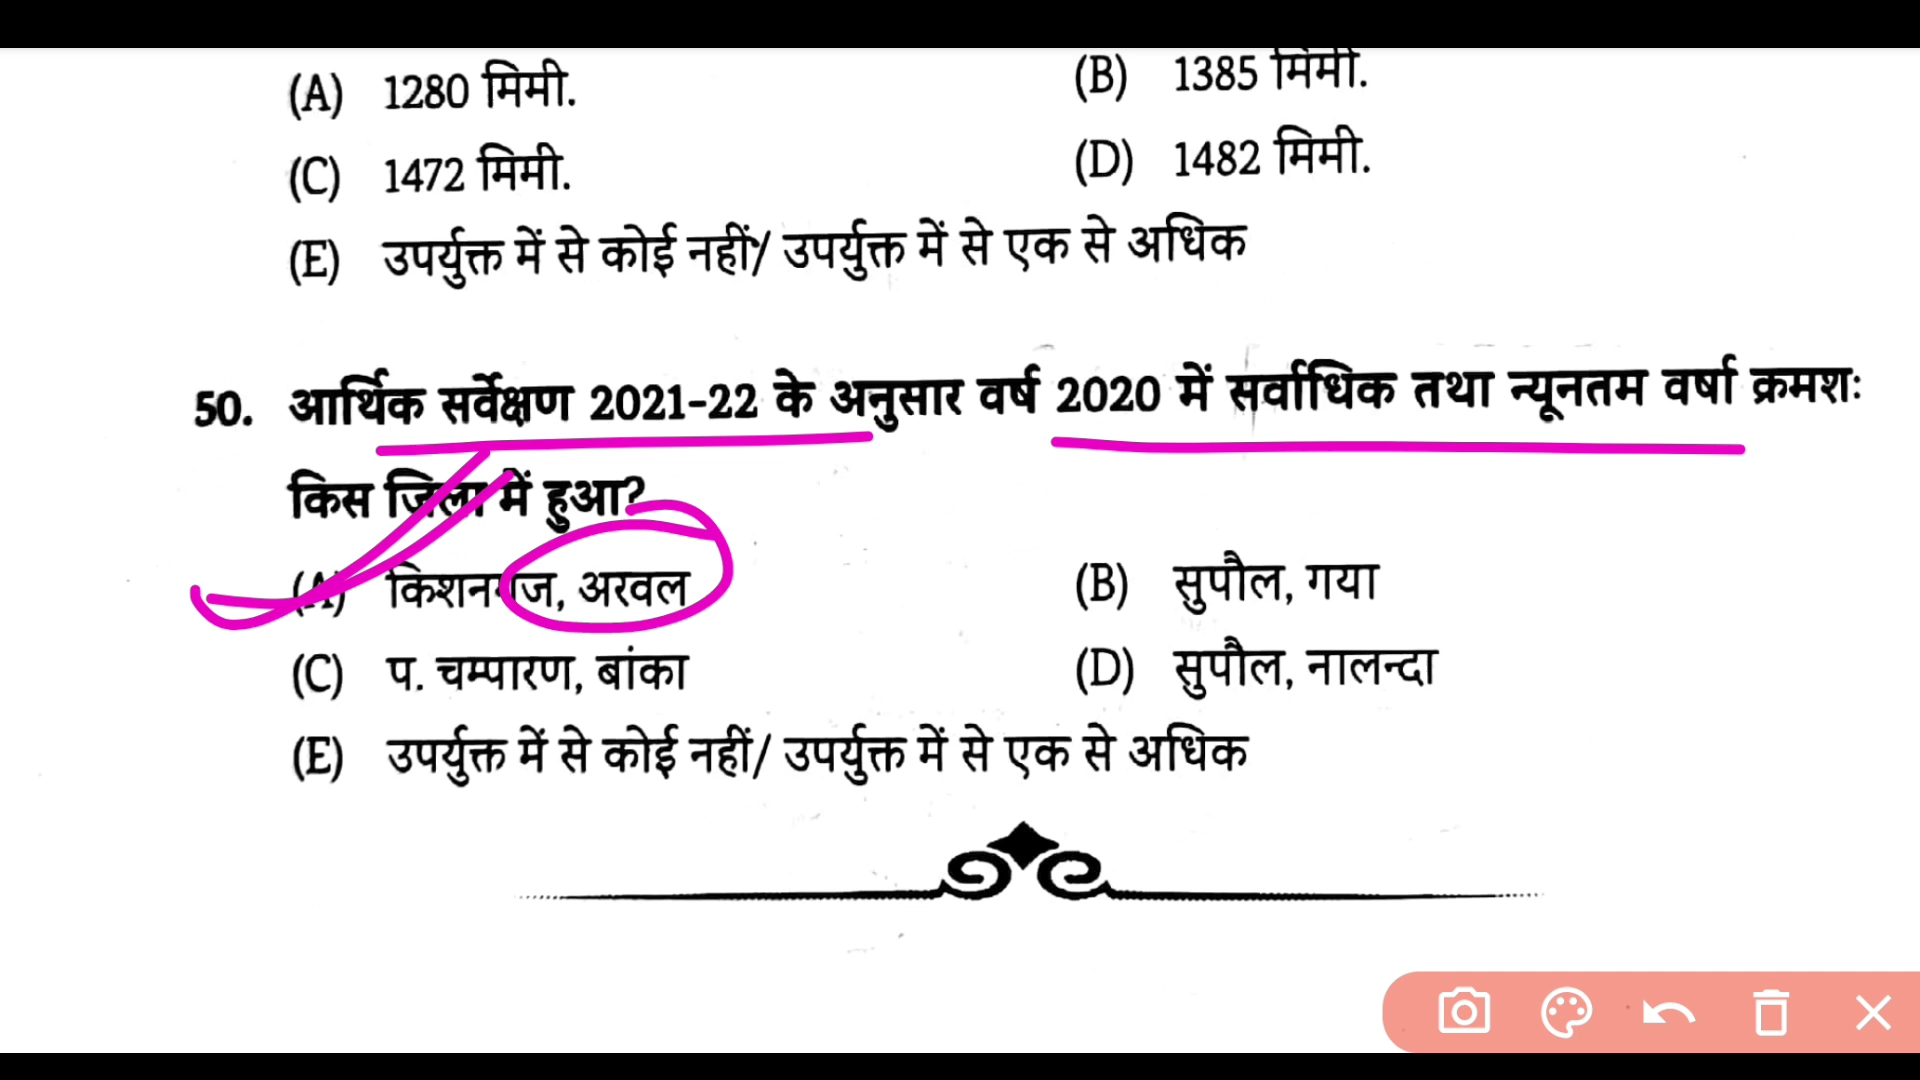 (A) 1280 मिमी. (B) 1385 मिमी.
(C) 1472 मिमी. (D) 1482 मिमी.
(E) उपर्युक्त में से कोई नहीं/ उपर्युक्त में से एक से अधिक
50. आर्थिक सर्वेक्षण 2021-22 के अनुसार वर्ष 2020 में सर्वाधिक तथा न्यूनतम वर्षा क्रमशः
किस जिला में हुआ?
(A) किशनगंज, अरवल (B) सुपौल, गया
(C) प. चम्पारण, बांका (D) सुपौल, नालन्दा
(E) उपर्युक्त में से कोई नहीं/ उपर्युक्त में से एक से अधिक